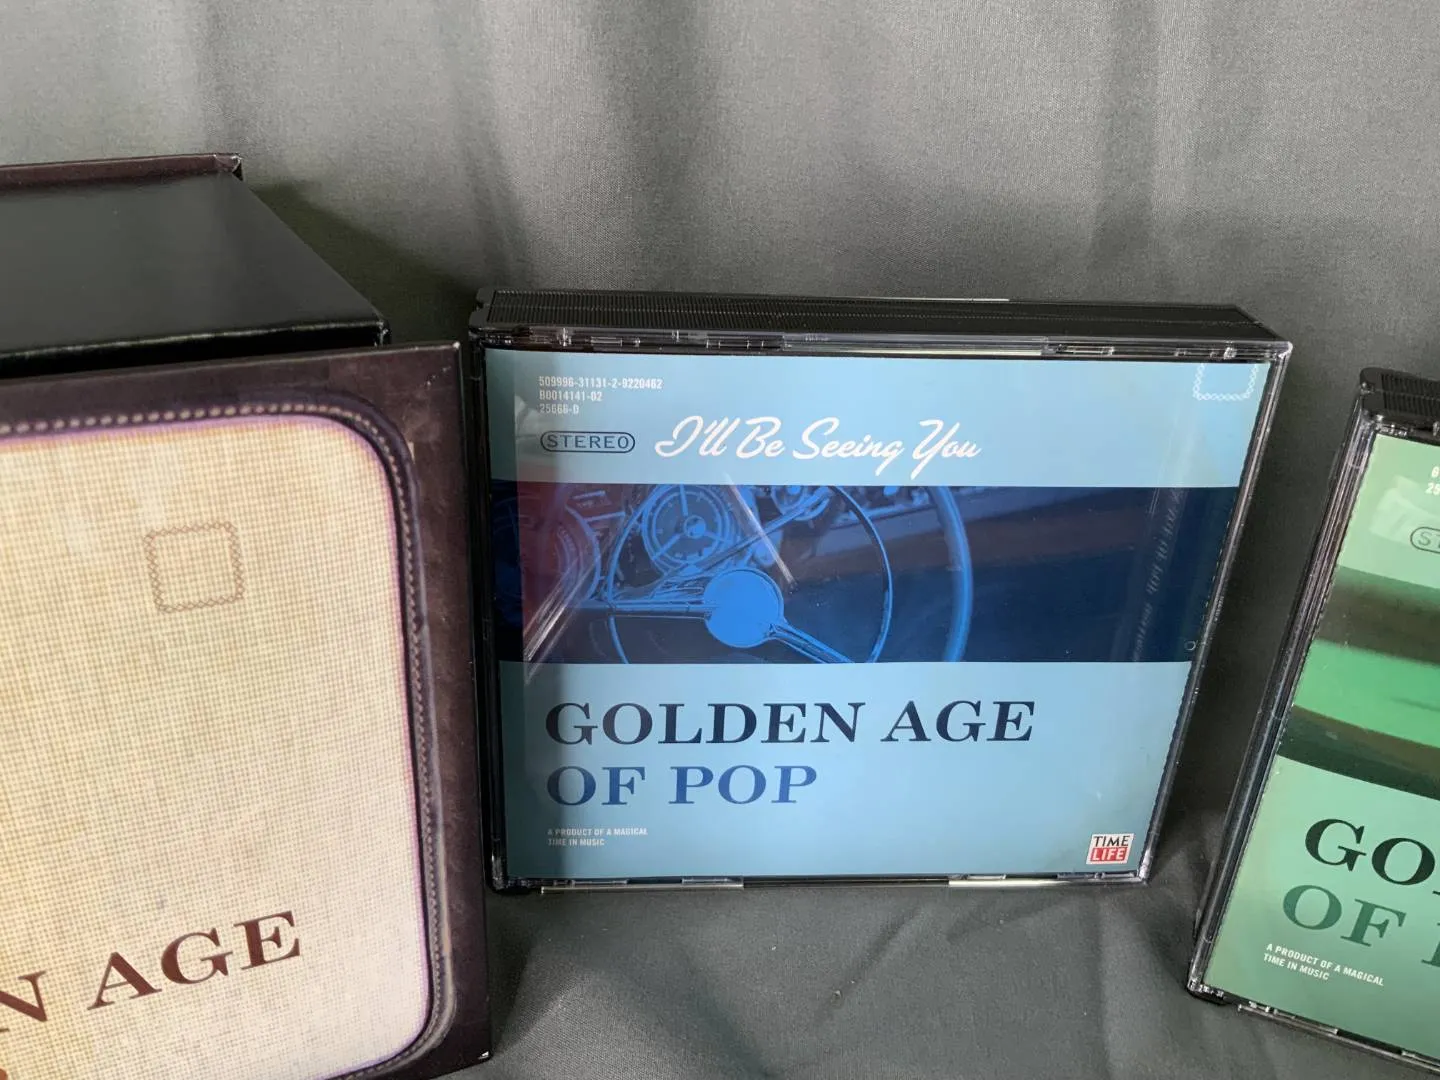 N AGE
509996-31131-2-9220462
B0014141-02
25666-D
STEREO
I'll Be Seeing You
GOLDEN AGE
OF POP
A PRODUCT OF A MAGICAL
TIME IN MUSIC
TIME
LIFE
GO
OF
A PRODUCT OF A MAGICAL
TIME IN MUSIC